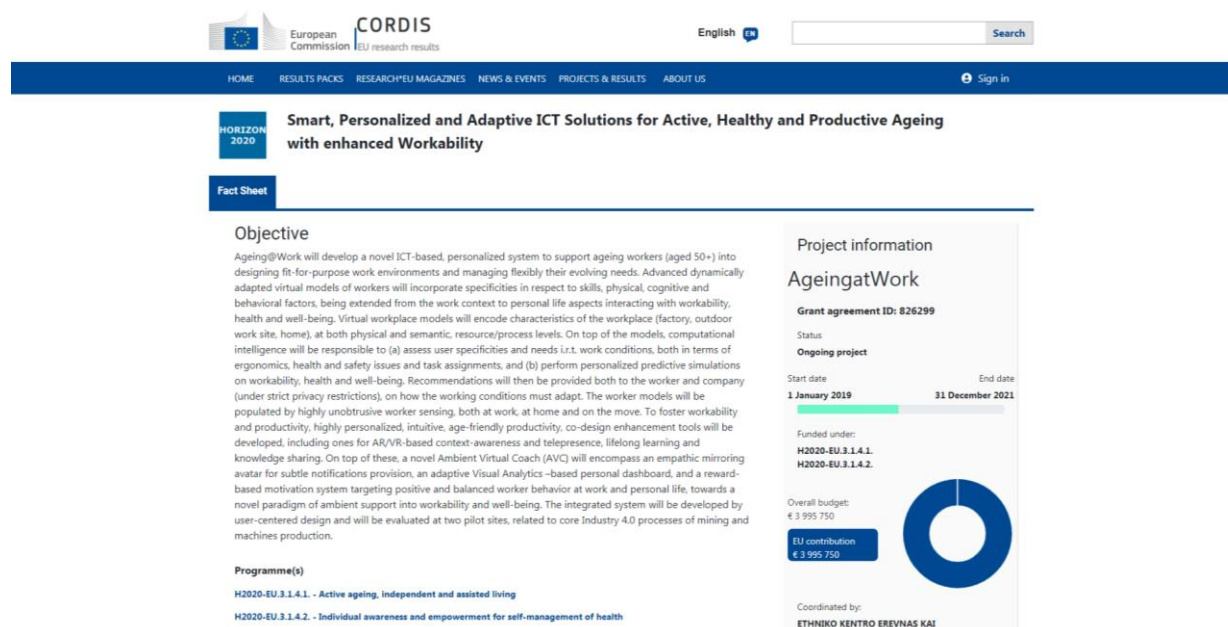 European Commission
CORDIS
EU research results
English EN
Search
HOME RESULTS PACKS RESEARCH*EU MAGAZINES NEWS & EVENTS PROJECTS & RESULTS ABOUT US Sign in
HORIZON 2020
Smart, Personalized and Adaptive ICT Solutions for Active, Healthy and Productive Ageing
with enhanced Workability
Fact Sheet
Objective
Ageing@Work will develop a novel ICT-based, personalized system to support ageing workers (aged 50+) into
designing fit-for-purpose work environments and managing flexibly their evolving needs. Advanced dynamically
adapted virtual models of workers will incorporate specificities in respect to skills, physical, cognitive and
behavioral factors, being extended from the work context to personal life aspects interacting with workability,
health and well-being. Virtual workplace models will encode characteristics of the workplace (factory, outdoor
work site, home), at both physical and semantic, resource/process levels. On top of the models, computational
intelligence will be responsible to (a) assess user specificities and needs i.r.t. work conditions, both in terms of
ergonomics, health and safety issues and task assignments, and (b) perform personalized predictive simulations
on workability, health and well-being. Recommendations will then be provided both to the worker and company
(under strict privacy restrictions), on how the working conditions must adapt. The worker models will be
populated by highly unobtrusive worker sensing, both at work, at home and on the move. To foster workability
and productivity, highly personalized, intuitive, age-friendly productivity, co-design enhancement tools will be
developed, including ones for AR/VR-based context-awareness and telepresence, lifelong learning and
knowledge sharing. On top of these, a novel Ambient Virtual Coach (AVC) will encompass an empathic mirroring
avatar for subtle notifications provision, an adaptive Visual Analytics –based personal dashboard, and a reward-
based motivation system targeting positive and balanced worker behavior at work and personal life, towards a
novel paradigm of ambient support into workability and well-being. The integrated system will be developed by
user-centered design and will be evaluated at two pilot sites, related to core Industry 4.0 processes of mining and
machines production.
Programme(s)
H2020-EU.3.1.4.1. - Active ageing, independent and assisted living
H2020-EU.3.1.4.2. - Individual awareness and empowerment for self-management of health
Project information
AgeingatWork
Grant agreement ID: 826299
Status
Ongoing project
Start date End date
1 January 2019 31 December 2021
Funded under:
H2020-EU.3.1.4.1.
H2020-EU.3.1.4.2.
Overall budget:
€ 3 995 750
EU contribution
€ 3 995 750
Coordinated by:
ETHNIKO KENTRO EREVNAS KAI